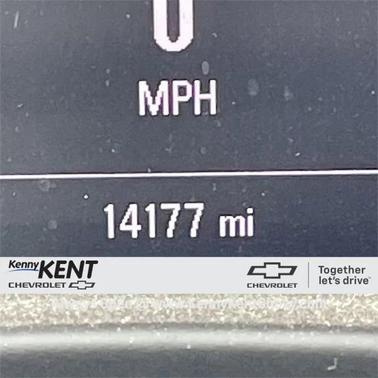 0
MPH
14177 mi
Kenny
KENT
CHEVROLET
CHEVROLET
Together
let's drive